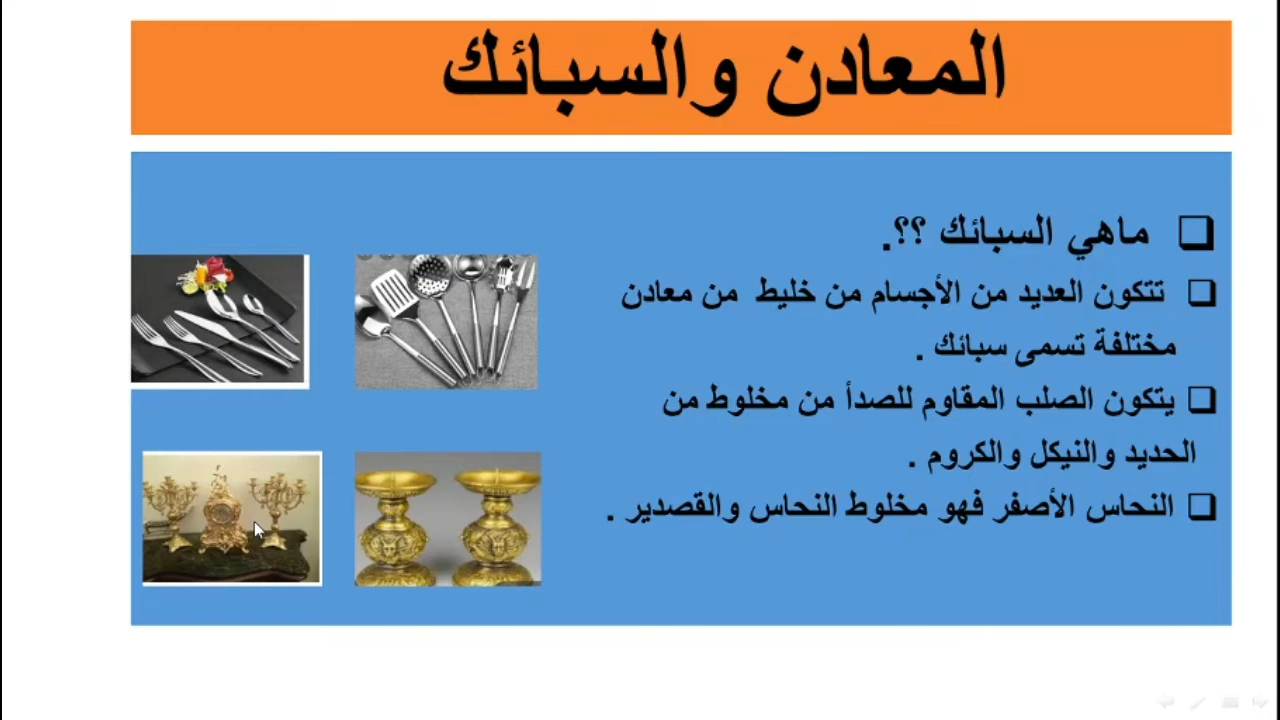 المعادن والسبائك
ماهي السبائك ؟؟.
تتكون العديد من الأجسام من خليط من معادن
مختلفة تسمى سبائك .
يتكون الصلب المقاوم للصدأ من مخلوط من
الحديد والنيكل والكروم .
النحاس الأصفر فهو مخلوط النحاس والقصدير .